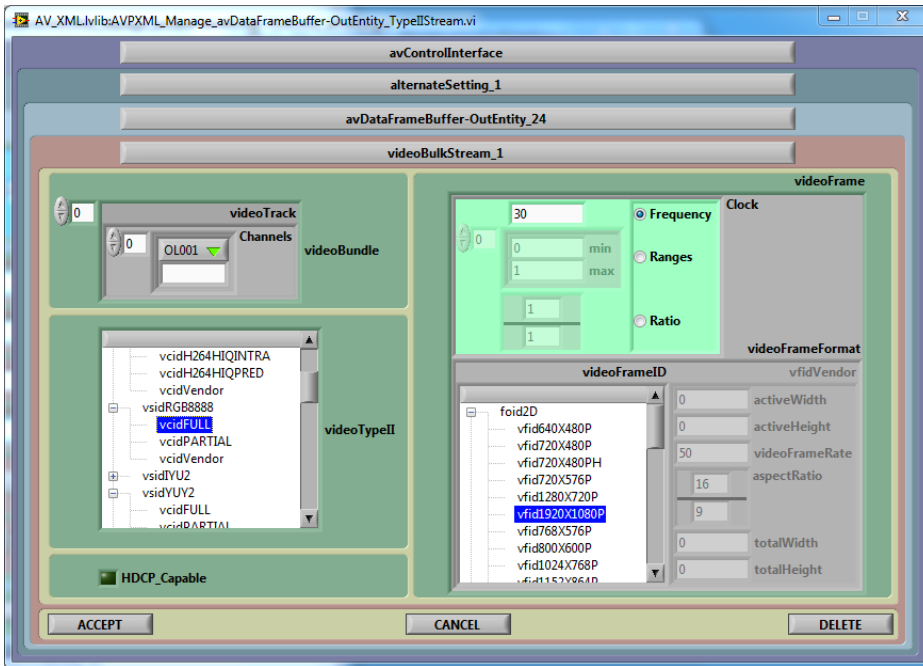 AV_XML.lvlib:AVPXML_Manage_avDataFrameBuffer-OutEntity_TypeIIStream.vi
avControlInterface
alternateSetting_1
avDataFrameBuffer-OutEntity_24
videoBulkStream_1
0
videoTrack
0
Channels
OL001
videoBundle
vcidH264HIQINTRA
vcidH264HIQPRED
vcidVendor
vsidRGB8888
vcidFULL
vcidPARTIAL
vcidVendor
vsidIYU2
vsidYUY2
vcidFULL
vcidPARTIAL
videoTypeII
HDCP_Capable
videoFrame
30
Frequency
Clock
0
0
min
1
max
Ranges
1
1
Ratio
videoFrameFormat
videoFrameID
vfidVendor
foid2D
vfid640X480P
vfid720X480P
vfid720X480PH
vfid720X576P
vfid1280X720P
vfid1920X1080P
vfid768X576P
vfid800X600P
vfid1024X768P
vfid1152X864P
0
activeWidth
0
activeHeight
50
videoFrameRate
16
9
aspectRatio
0
totalWidth
0
totalHeight
ACCEPT
CANCEL
DELETE